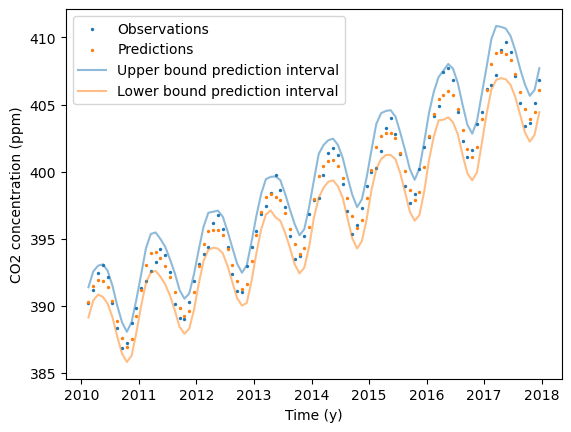 Observations
Predictions
Upper bound prediction interval
Lower bound prediction interval
CO2 concentration (ppm)
410
405
400
395
390
385
2010 2011 2012 2013 2014 2015 2016 2017 2018
Time (y)